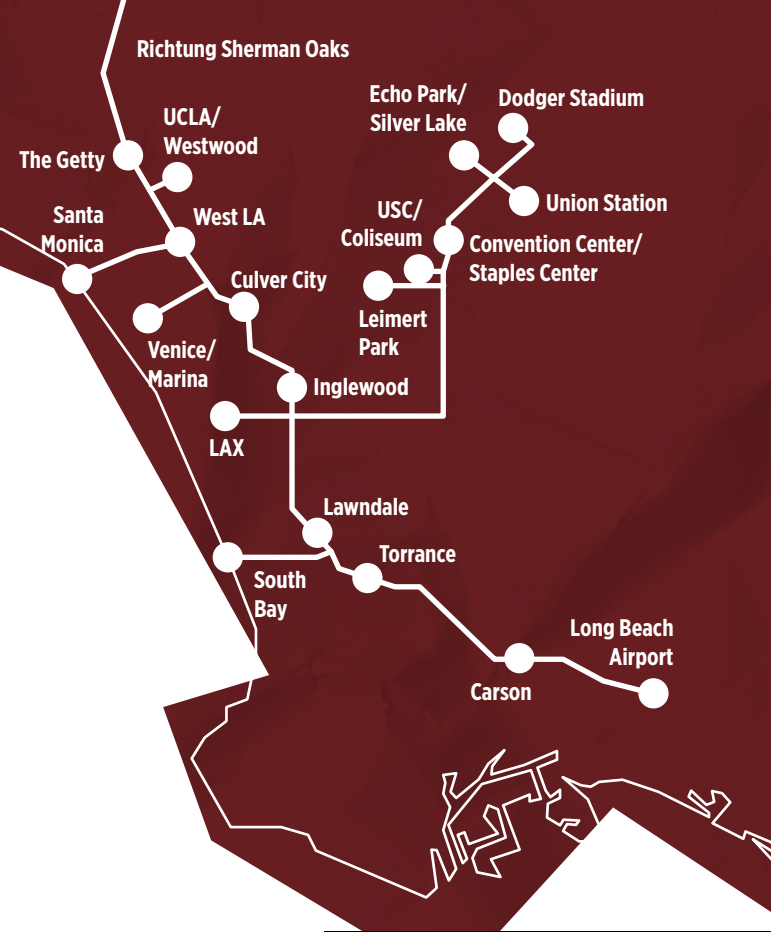 Richtung Sherman Oaks
Echo Park/
Silver Lake
Dodger Stadium
UCLA/
Westwood
The Getty
Santa
Monica
West LA
USC/
Coliseum
Union Station
Convention Center/
Staples Center
Culver City
Leimert
Park
Venice/
Marina
Inglewood
LAX
Lawndale
Torrance
South
Bay
Long Beach
Airport
Carson